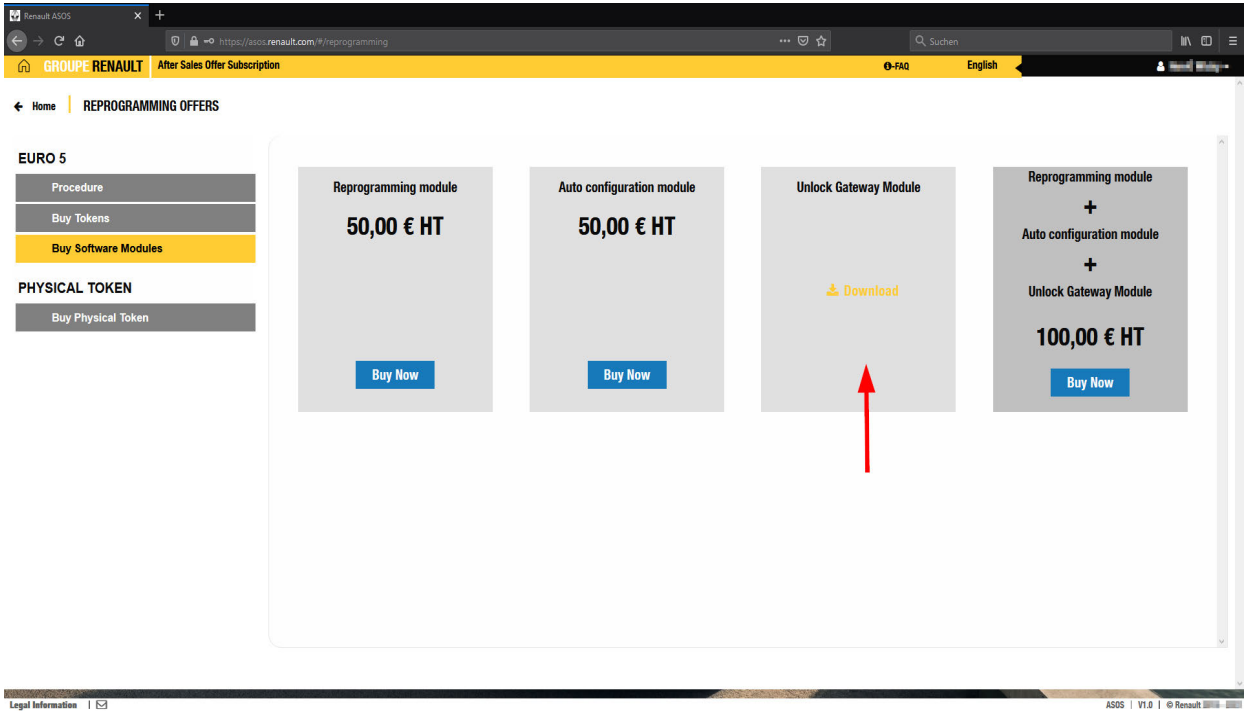 Renault ASOS
https://asos.renault.com/#/reprogramming
Suchen
GROUPE RENAULT
After Sales Offer Subscription
-FAQ
English
Home
REPROGRAMMING OFFERS
EURO 5
Procedure
Buy Tokens
Buy Software Modules
PHYSICAL TOKEN
Buy Physical Token
Reprogramming module
50,00 € HT
Buy Now
Auto configuration module
50,00 € HT
Buy Now
Unlock Gateway Module
Download
Reprogramming module
+
Auto configuration module
+
Unlock Gateway Module
100,00 € HT
Buy Now
Legal Information |
ASOS | V1.0 | © Renault